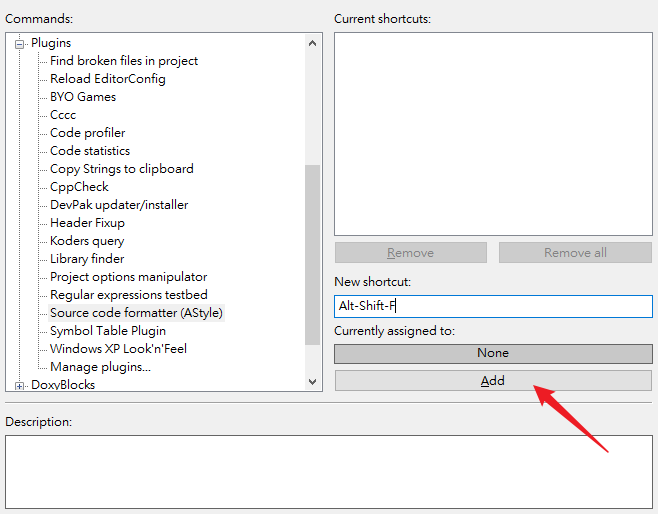 Commands:
Plugins
Find broken files in project
Reload EditorConfig
BYO Games
Cccc
Code profiler
Code statistics
Copy Strings to clipboard
CppCheck
DevPak updater/installer
Header Fixup
Koders query
Library finder
Project options manipulator
Regular expressions testbed
Source code formatter (AStyle)
Symbol Table Plugin
Windows XP Look'n'Feel
Manage plugins...
DoxyBlocks
Current shortcuts:
Remove
Remove all
New shortcut:
Alt-Shift-F
Currently assigned to:
None
Add
Description: